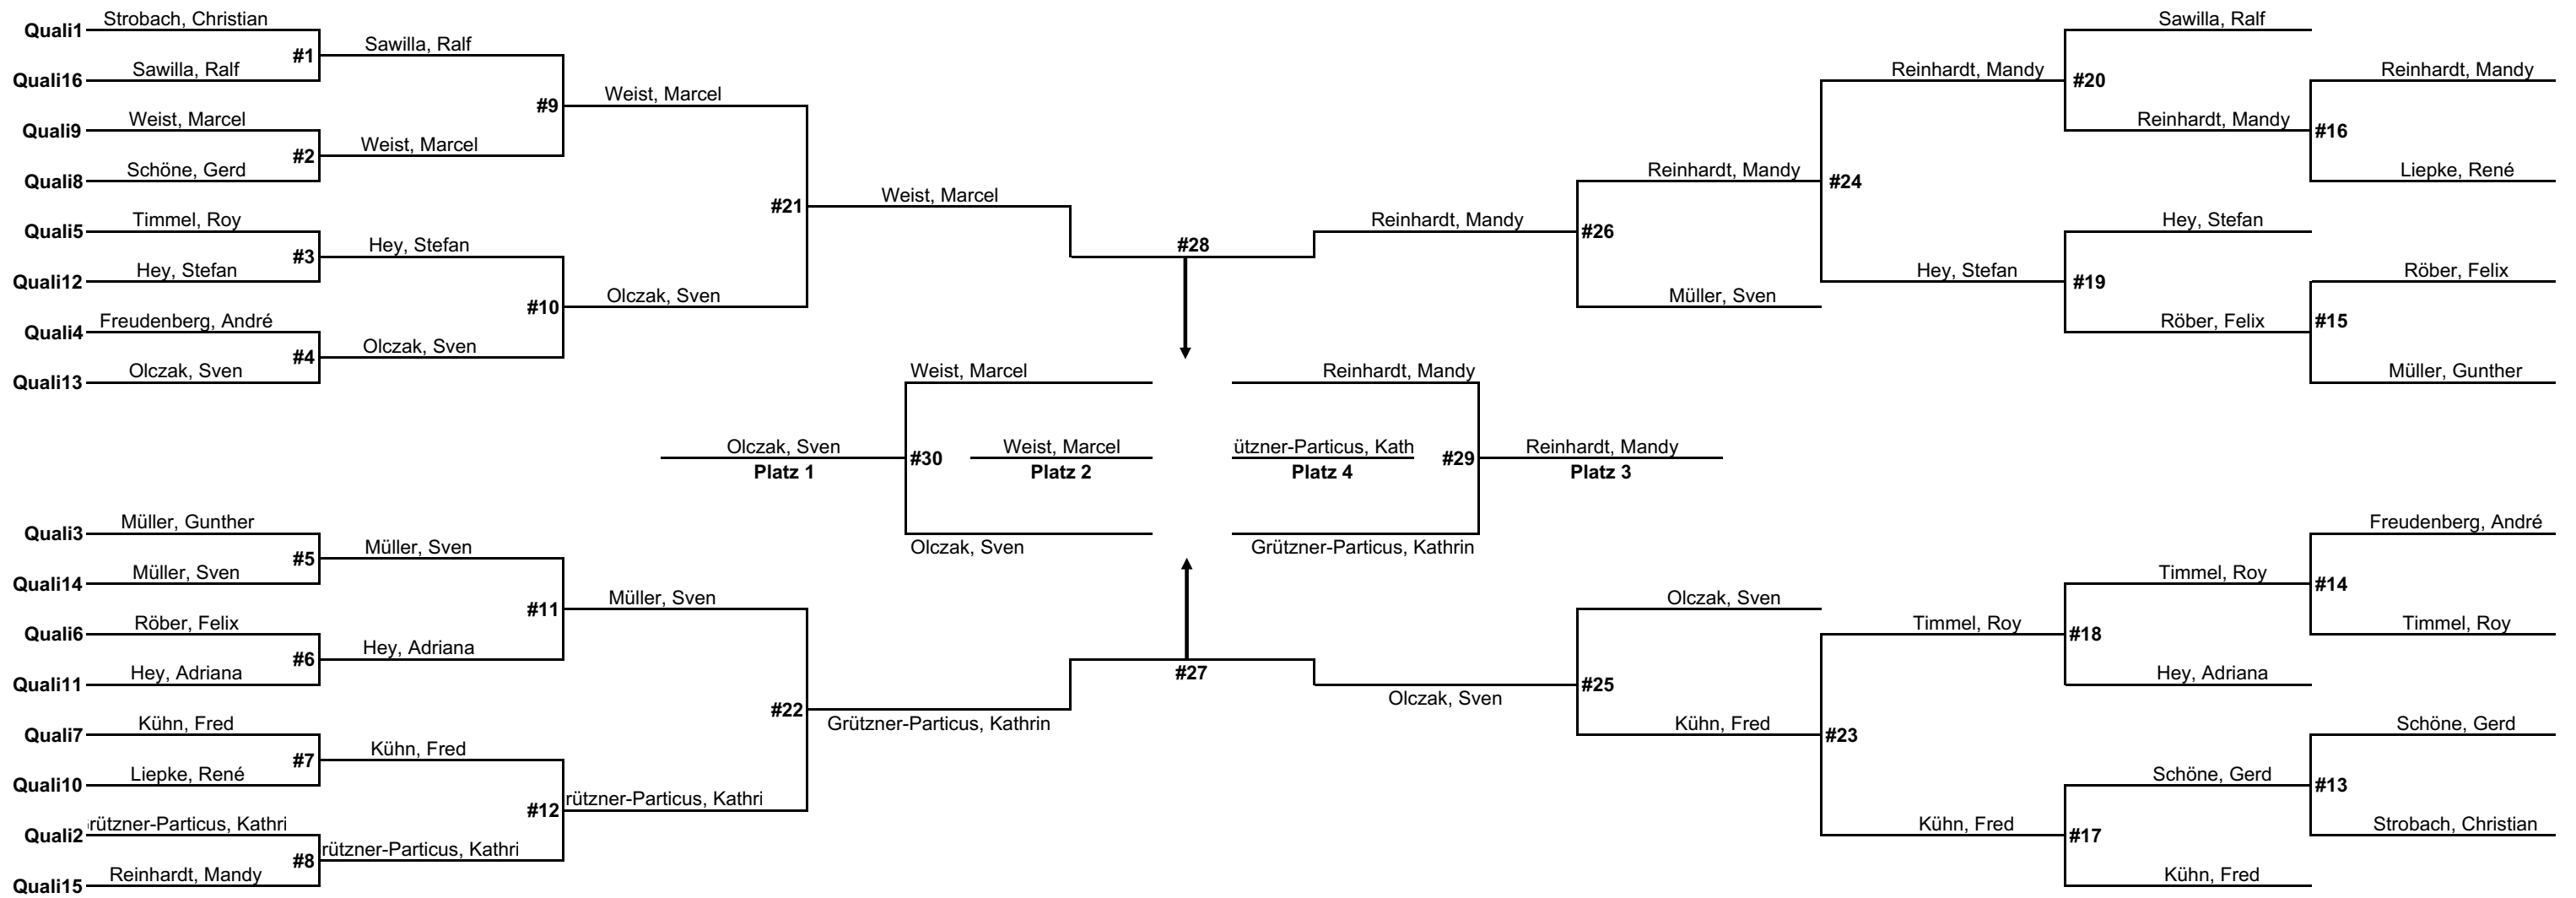 Strobach, Christian
Quali1
#1
Sawilla, Ralf
Quali16
Sawilla, Ralf
Weist, Marcel
Quali9
#2
Schöne, Gerd
Quali8
Weist, Marcel
#9
Weist, Marcel
Timmel, Roy
Quali5
#3
Hey, Stefan
Quali12
Hey, Stefan
Freudenberg, André
Quali4
#4
Olczak, Sven
Quali13
Olczak, Sven
#10
Olczak, Sven
#21
Weist, Marcel
#28
Reinhardt, Mandy
#26
Reinhardt, Mandy
Müller, Sven
#24
Reinhardt, Mandy
Hey, Stefan
#20
Sawilla, Ralf
Reinhardt, Mandy
#16
Reinhardt, Mandy
Liepke, René
#19
Hey, Stefan
Röber, Felix
#15
Röber, Felix
Müller, Gunther
Weist, Marcel
Reinhardt, Mandy
Olczak, Sven
Platz 1
#30
Weist, Marcel
Platz 2
ützner-Particus, Kath
Platz 4
#29
Reinhardt, Mandy
Platz 3
Olczak, Sven
Grützner-Particus, Kathrin
Müller, Gunther
Quali3
#5
Müller, Sven
Quali14
Müller, Sven
Röber, Felix
Quali6
#6
Hey, Adriana
Quali11
Hey, Adriana
#11
Müller, Sven
Kühn, Fred
Quali7
#7
Liepke, René
Quali10
Kühn, Fred
rützner-Particus, Kathri
Quali2
#8
Reinhardt, Mandy
Quali15
rützner-Particus, Kathri
#12
rützner-Particus, Kathri
#22
Grützner-Particus, Kathrin
#27
Olczak, Sven
#25
Olczak, Sven
Kühn, Fred
#23
Timmel, Roy
Kühn, Fred
#18
Timmel, Roy
Hey, Adriana
#14
Freudenberg, André
Timmel, Roy
#17
Schöne, Gerd
Kühn, Fred
#13
Schöne, Gerd
Strobach, Christian